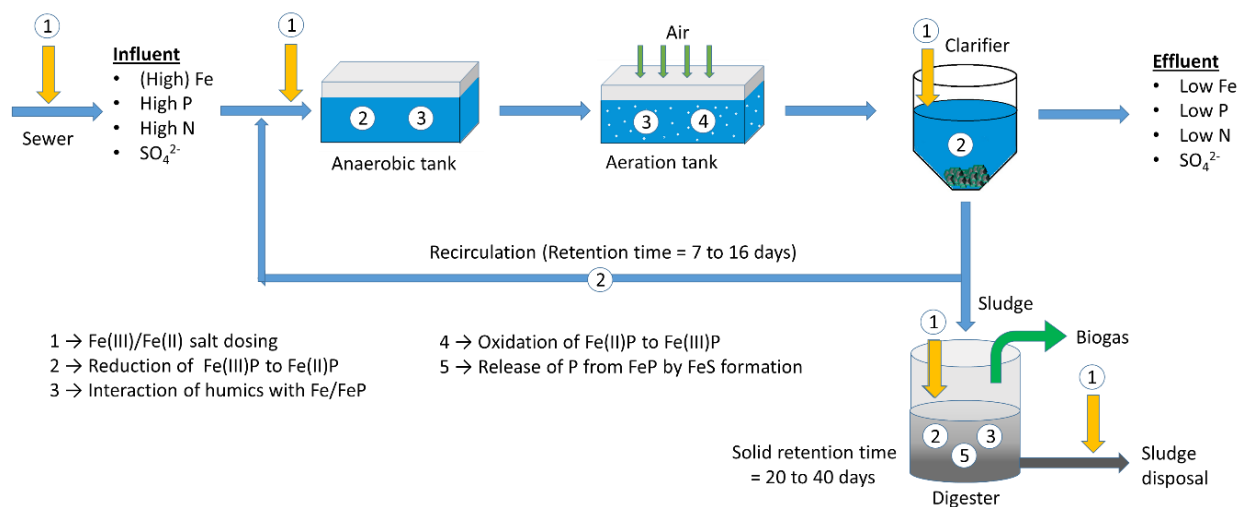 1
1
Air
1
Clarifier
Influent
• (High) Fe
• High P
• High N
• SO₄²⁻
Effluent
• Low Fe
• Low P
• Low N
• SO₄²⁻
2 3
3 4
2
Sewer
Anaerobic tank
Aeration tank
Recirculation (Retention time = 7 to 16 days)
2
Sludge
1 → Fe(III)/Fe(II) salt dosing
2 → Reduction of Fe(III)P to Fe(II)P
3 → Interaction of humics with Fe/FeP
4 → Oxidation of Fe(II)P to Fe(III)P
5 → Release of P from FeP by FeS formation
1
Biogas
1
2 3
5
Solid retention time
= 20 to 40 days
Digester
Sludge
disposal